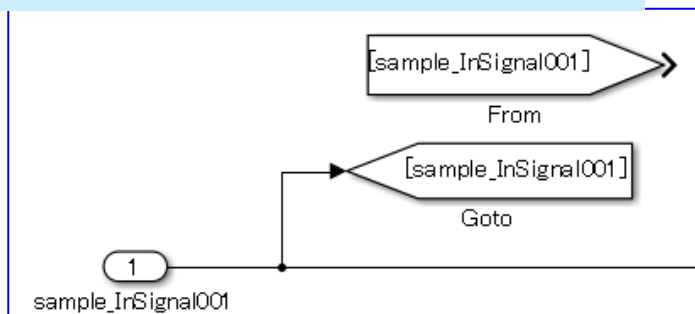 [sample_InSignal001]
From
[sample_InSignal001]
Goto
1
sample_InSignal001